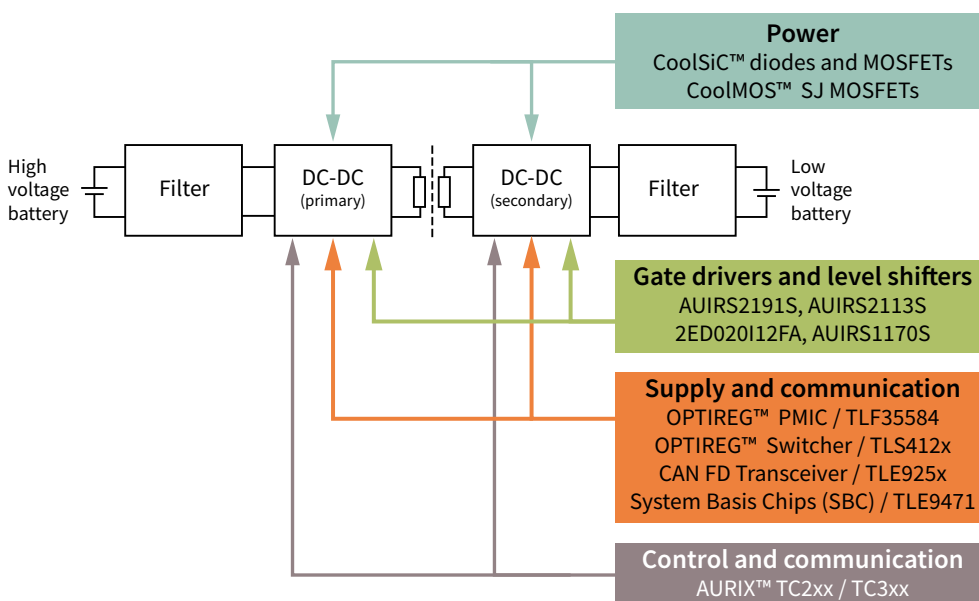 Power
CoolSiC™ diodes and MOSFETs
CoolMOS™ SJ MOSFETs
High
voltage
battery
Filter
DC-DC
(primary)
DC-DC
(secondary)
Filter
Low
voltage
battery
Gate drivers and level shifters
AUIRS2191S, AUIRS2113S
2ED020I12FA, AUIRS1170S
Supply and communication
OPTIREG™ PMIC / TLF35584
OPTIREG™ Switcher / TLS412x
CAN FD Transceiver / TLE925x
System Basis Chips (SBC) / TLE9471
Control and communication
AURIX™ TC2xx / TC3xx